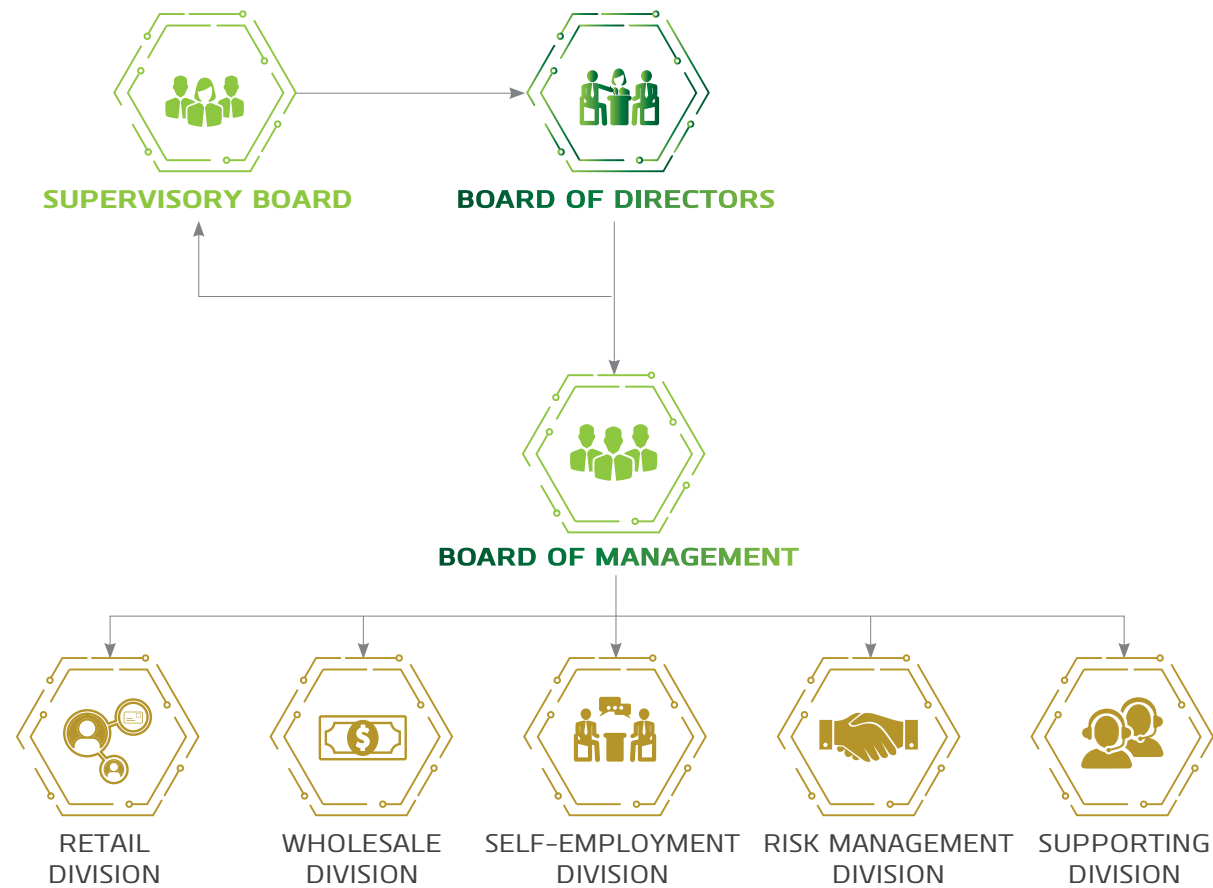 SUPERVISORY BOARD
BOARD OF DIRECTORS
BOARD OF MANAGEMENT
RETAIL
DIVISION
WHOLESALE
DIVISION
SELF-EMPLOYMENT
DIVISION
RISK MANAGEMENT
DIVISION
SUPPORTING
DIVISION